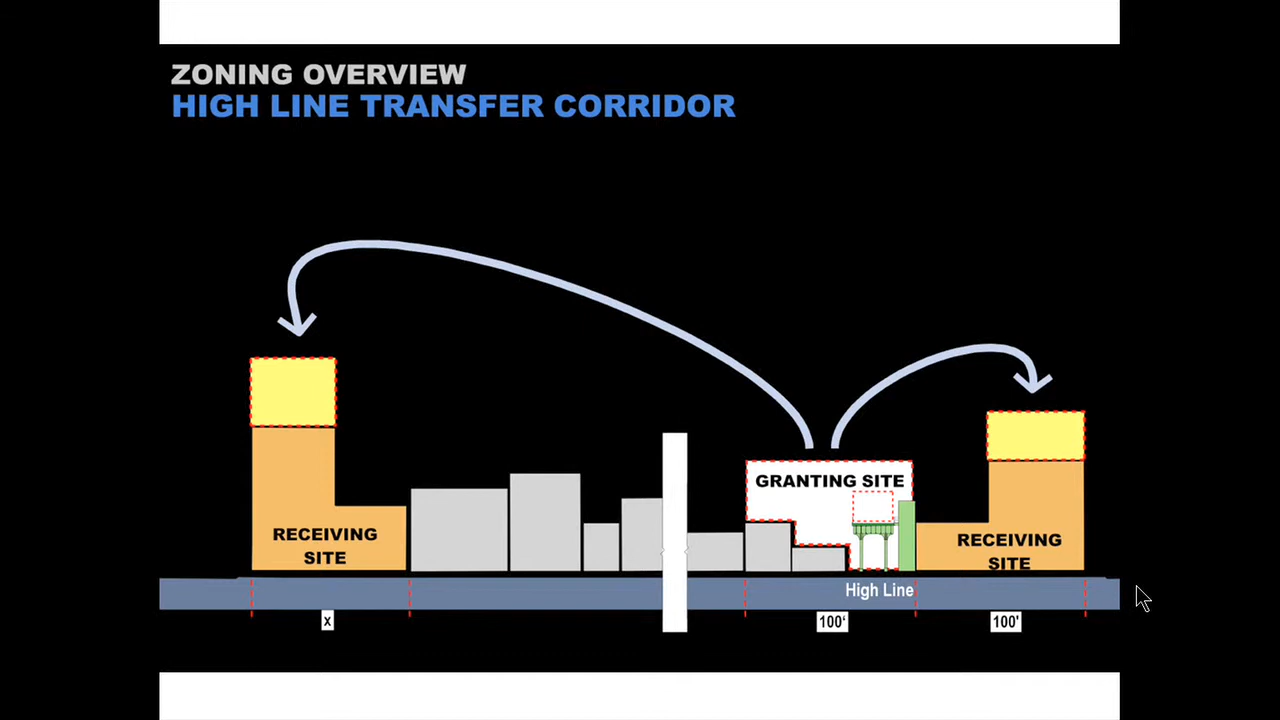 ZONING OVERVIEW
HIGH LINE TRANSFER CORRIDOR
GRANTING SITE
RECEIVING
SITE
RECEIVING
SITE
High Line
x
100‘
100'